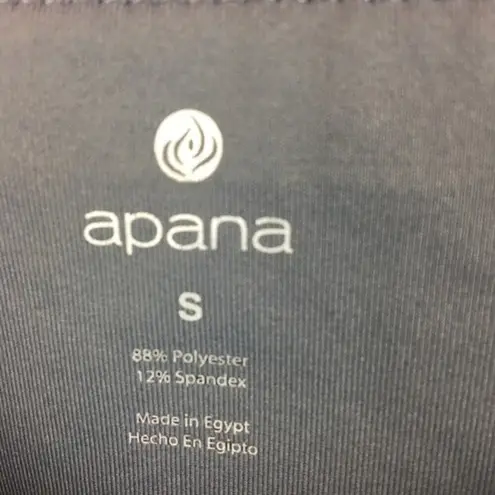 apana
S
88% Polyester
12% Spandex
Made in Egypt
Hecho En Egipto